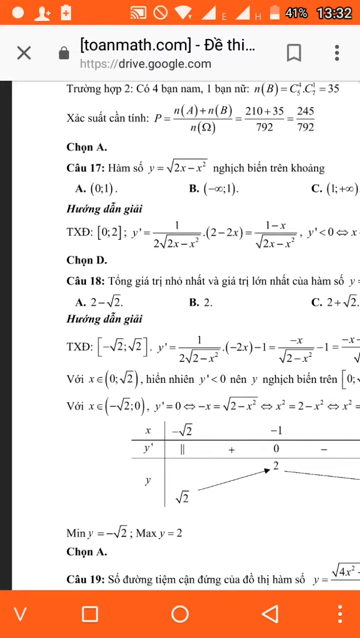 E H 41% 13:32
[toanmath.com] - Đề thi...
https://drive.google.com
Trường hợp 2: Có 4 bạn nam, 1 bạn nữ: n(B) = C₅⁴.C₇¹ = 35
Xác suất cần tính: P = (n(A)+n(B))/n(Ω) = (210+35)/792 = 245/792
Chọn A.
Câu 17: Hàm số y = √(2x − x²) nghịch biến trên khoảng
A. (0;1). B. (−∞;1). C. (1;+∞)
Hướng dẫn giải
TXĐ: [0;2]; y' = 1/(2√(2x−x²)).(2−2x) = (1−x)/√(2x−x²), y' < 0 ⇔ x
Chọn D.
Câu 18: Tổng giá trị nhỏ nhất và giá trị lớn nhất của hàm số y
A. 2−√2. B. 2. C. 2+√2.
Hướng dẫn giải
TXĐ: [−√2;√2]. y' = 1/(2√(2−x²)).(−2x)−1 = −x/√(2−x²) −1 = −x-
Với x∈(0;√2), hiển nhiên y' < 0 nên y nghịch biến trên [0;
Với x∈(−√2;0), y' = 0 ⇔ −x = √(2−x²) ⇔ x² = 2−x² ⇔ x² =
x −√2 −1
y' || + 0 −
2
y
√2
Min y = −√2 ; Max y = 2
Chọn A.
Câu 19: Số đường tiệm cận đứng của đồ thị hàm số y = √4x²